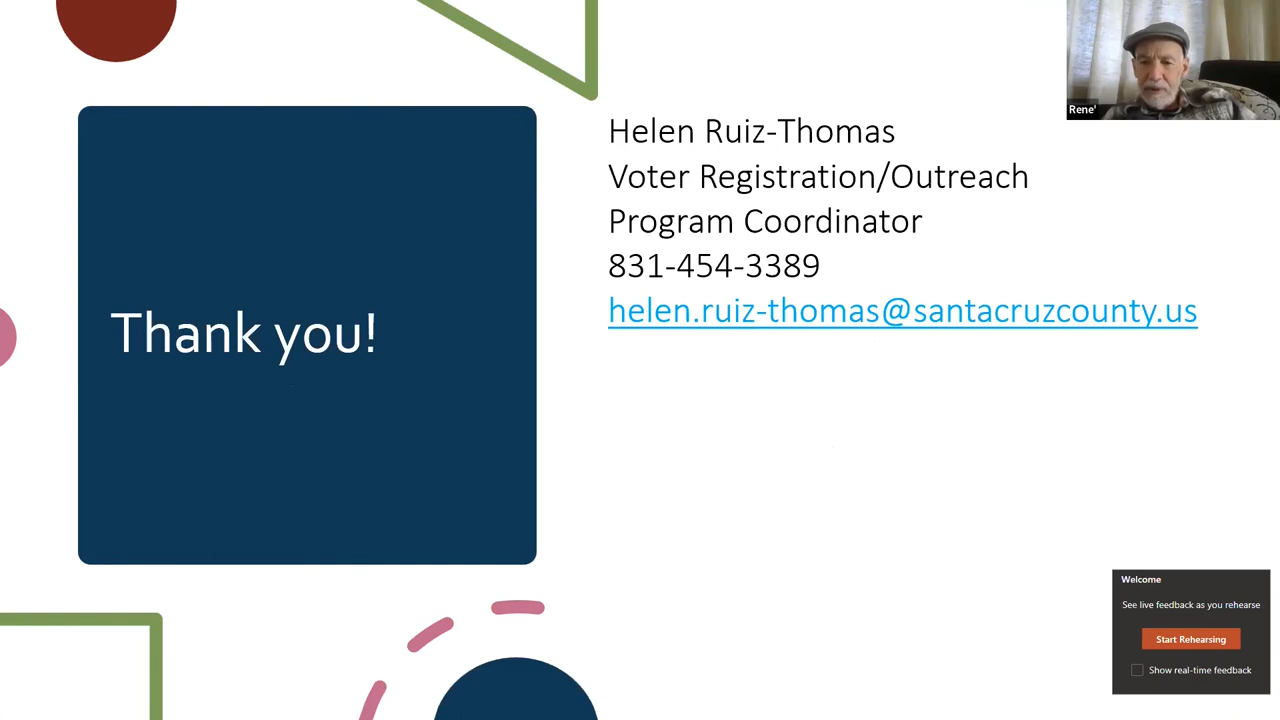 Rene'
Helen Ruiz-Thomas
Voter Registration/Outreach
Program Coordinator
831-454-3389
helen.ruiz-thomas@santacruzcounty.us
Thank you!
Welcome
See live feedback as you rehearse
Start Rehearsing
Show real-time feedback